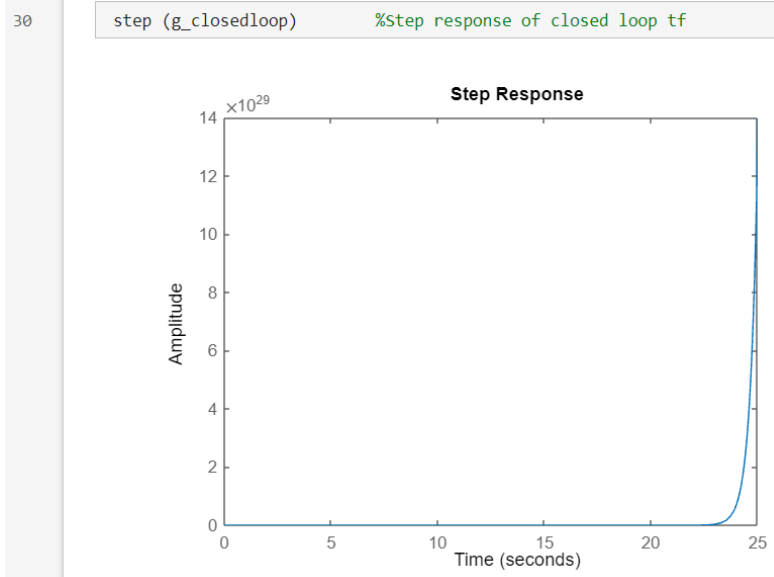 30 step (g_closedloop) %Step response of closed loop tf
Step Response
×10^29
14
12
10
8
6
4
2
0
Amplitude
0 5 10 15 20 25
Time (seconds)